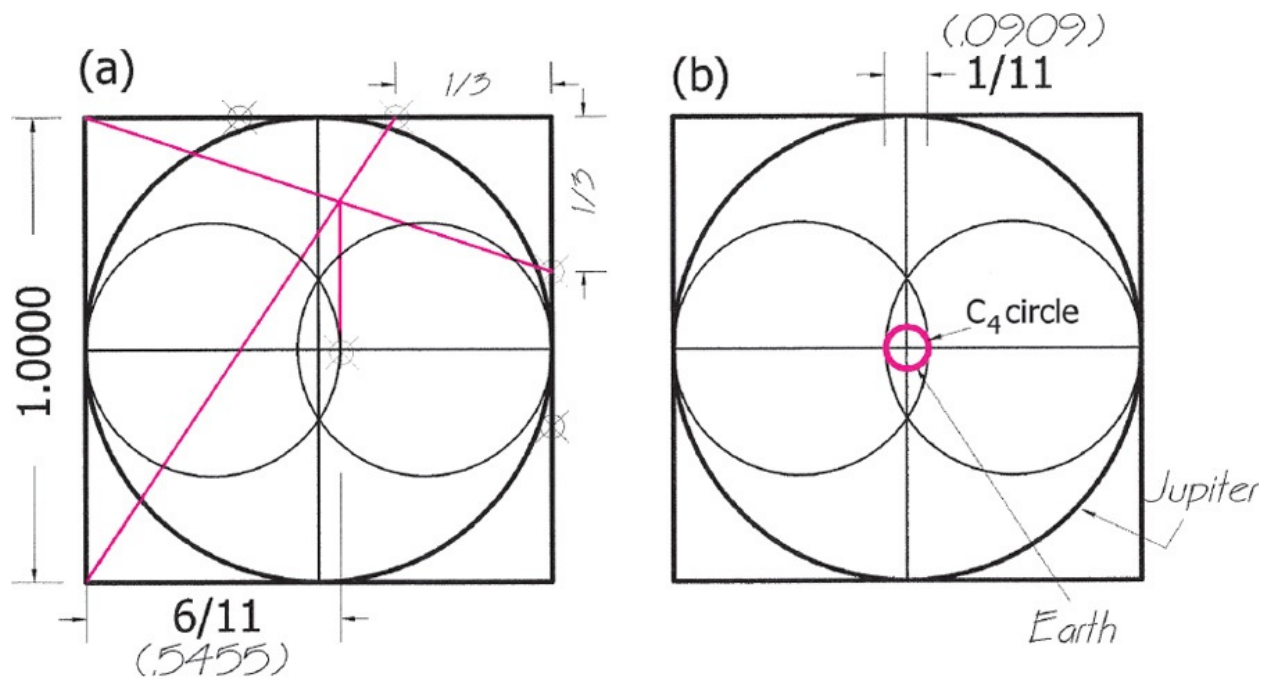 (a)
1/3
1/3
1.0000
6/11
(.5455)
(b)
(.0909)
1/11
C4 circle
Jupiter
Earth